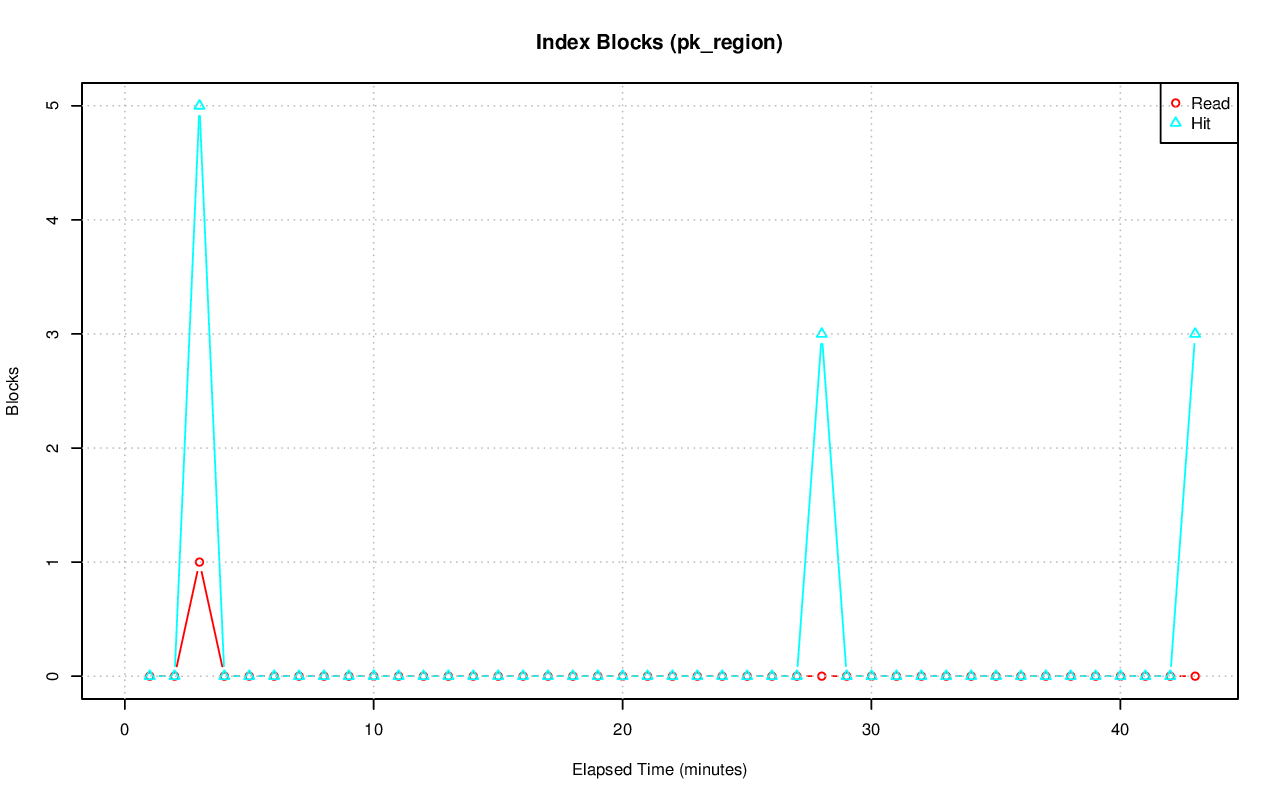 Index Blocks (pk_region)
Read
Hit
Blocks
5
4
3
2
1
0
0 10 20 30 40
Elapsed Time (minutes)